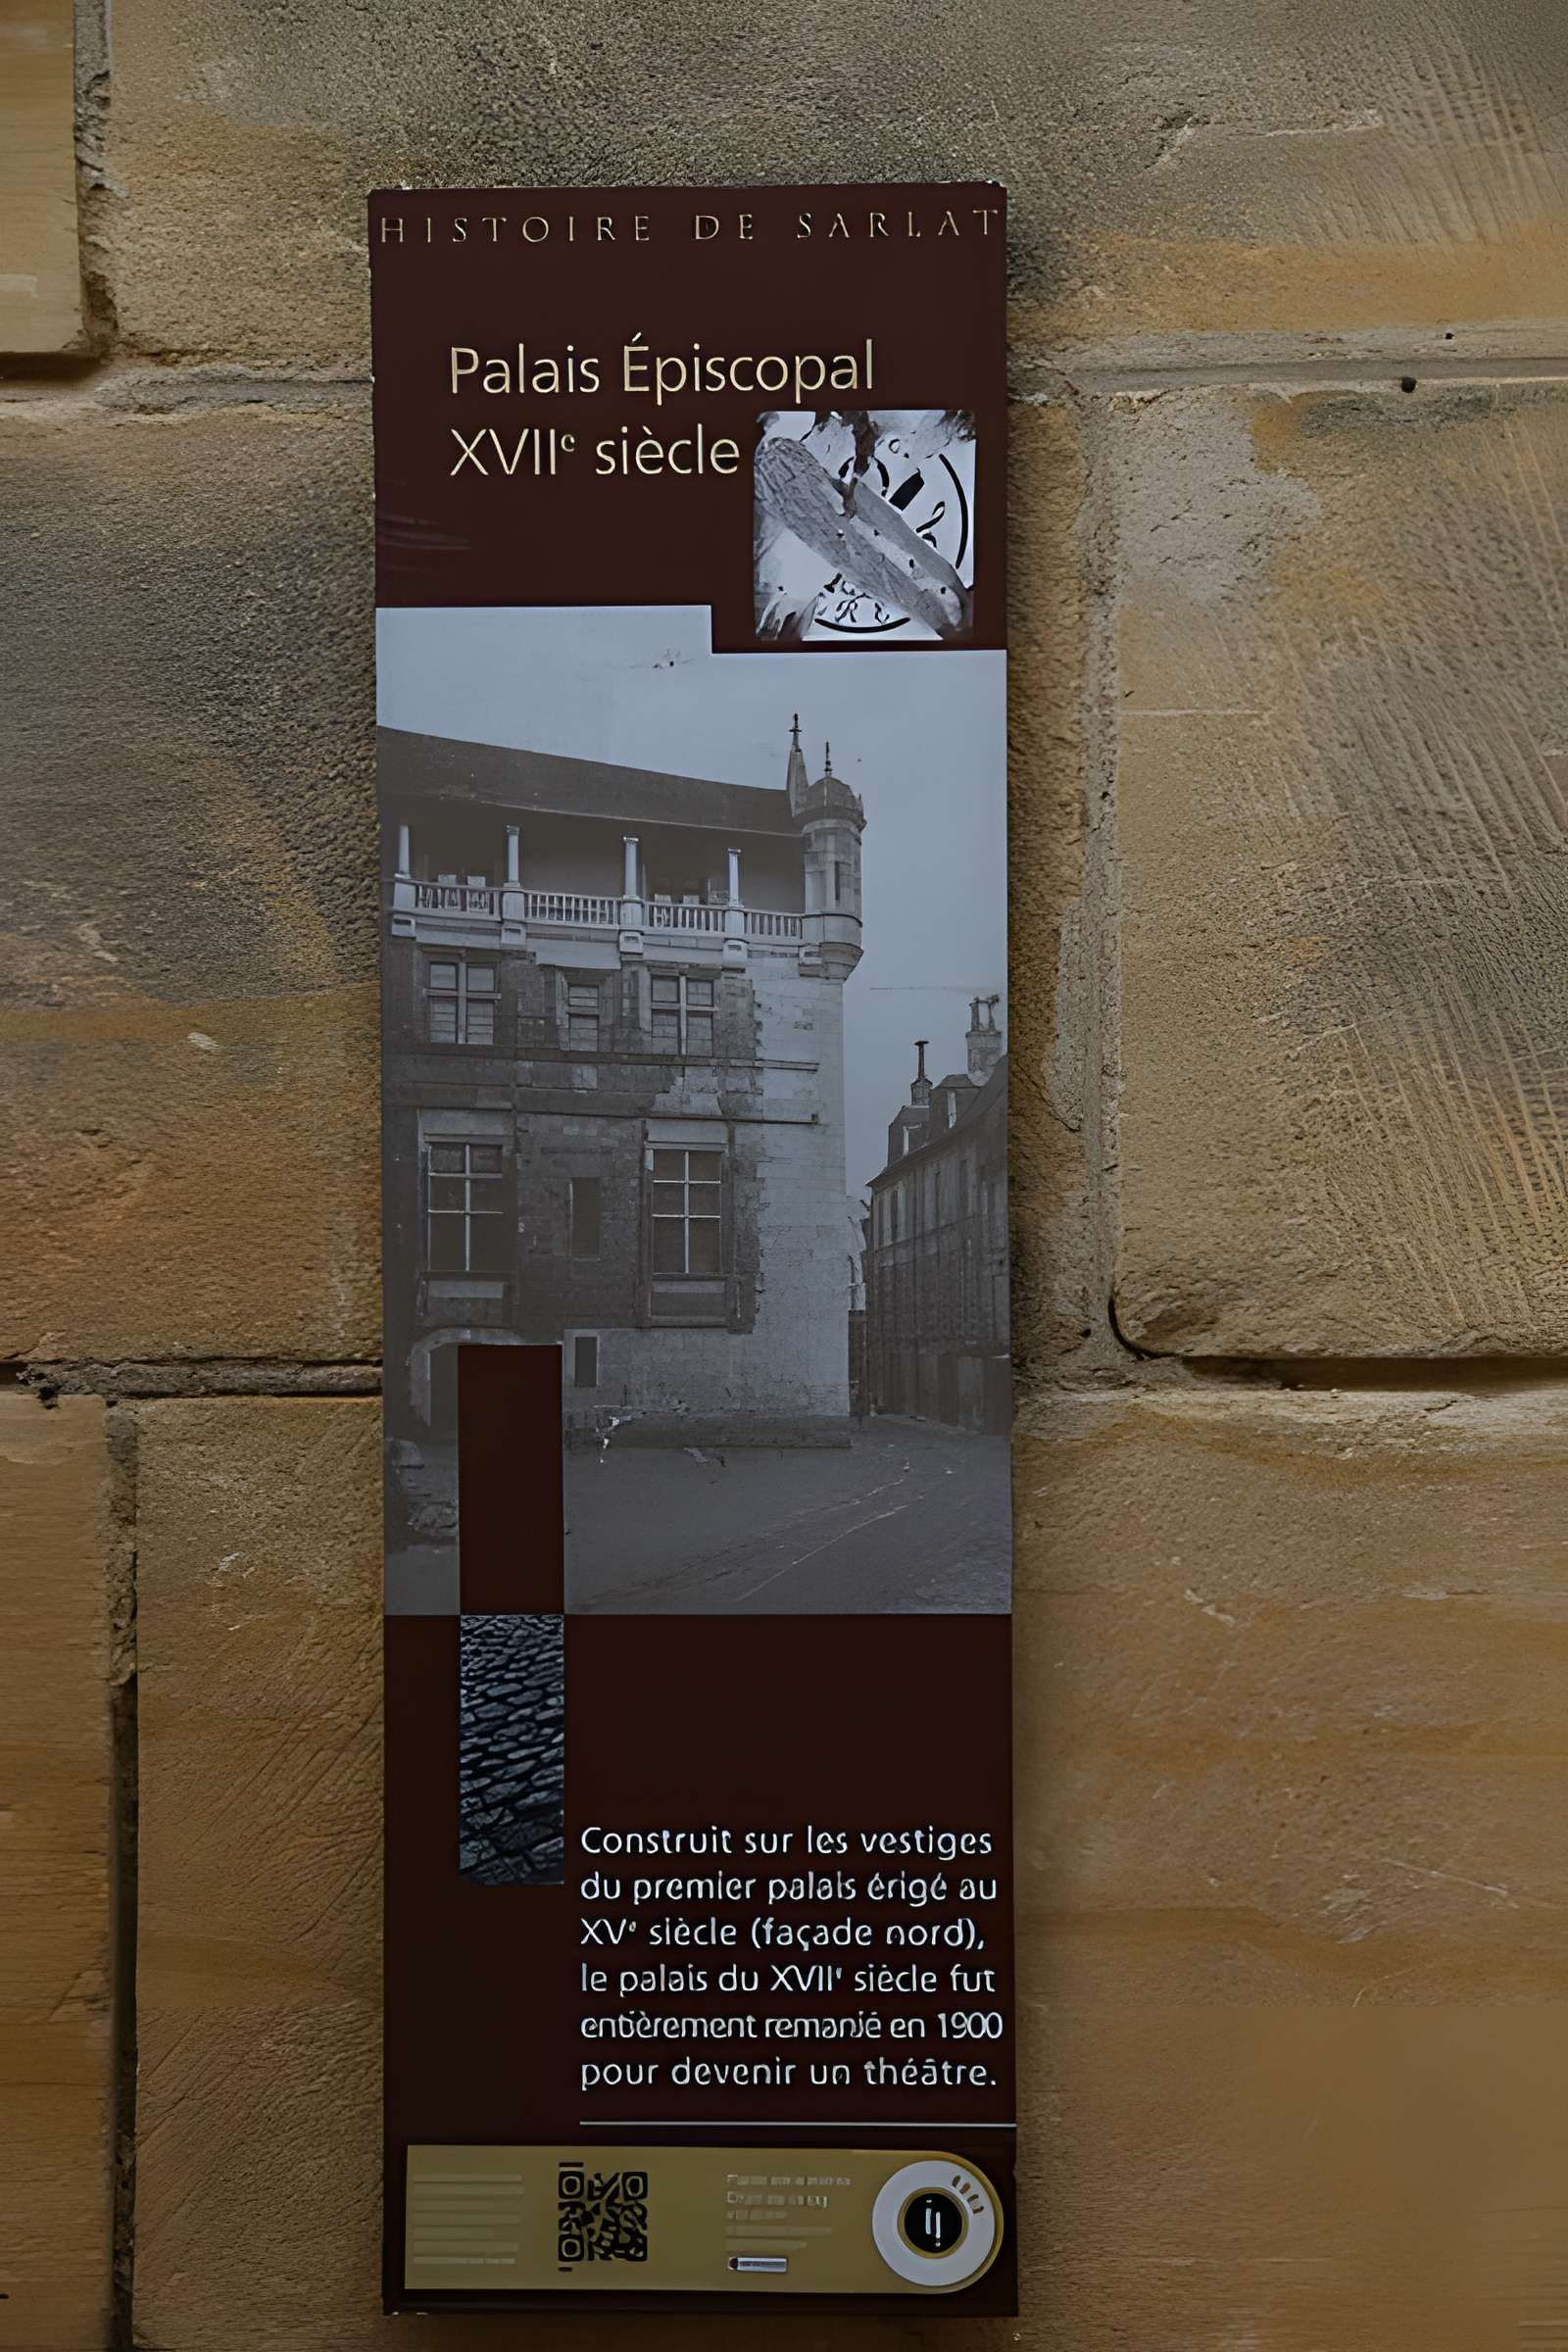 HISTOIRE DE SARLAT
Palais Épiscopal
XVIIe siècle
Construit sur les vestiges
du premier palais érigé au
XVe siècle (façade nord),
le palais du XVIIe siècle fut
entièrement remanié en 1900
pour devenir un théâtre.